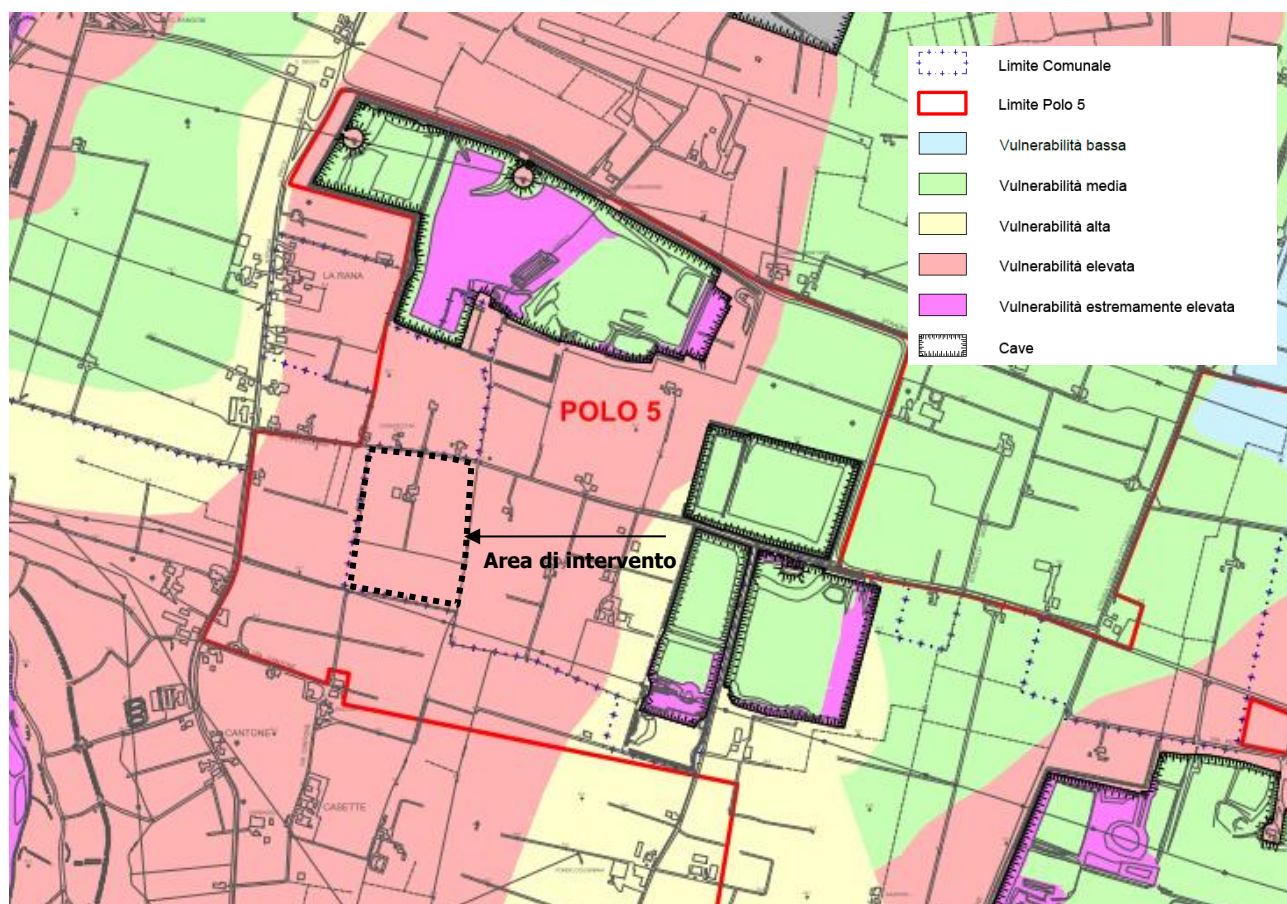 Limite Comunale
Limite Polo 5
Vulnerabilità bassa
Vulnerabilità media
Vulnerabilità alta
Vulnerabilità elevata
Vulnerabilità estremamente elevata
Cave
LA RANA
POLO 5
Area di intervento
CASETTE